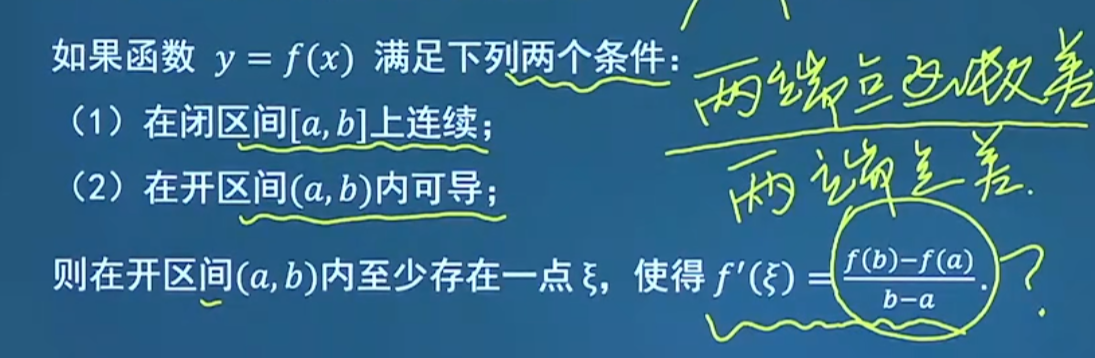 如果函数 y = f(x) 满足下列两个条件：
两端点函数差
（1）在闭区间[a, b]上连续；
两端点差.
（2）在开区间(a, b)内可导；
则在开区间(a, b)内至少存在一点 ξ，使得 f′(ξ) = f(b)−f(a) / b−a . ?